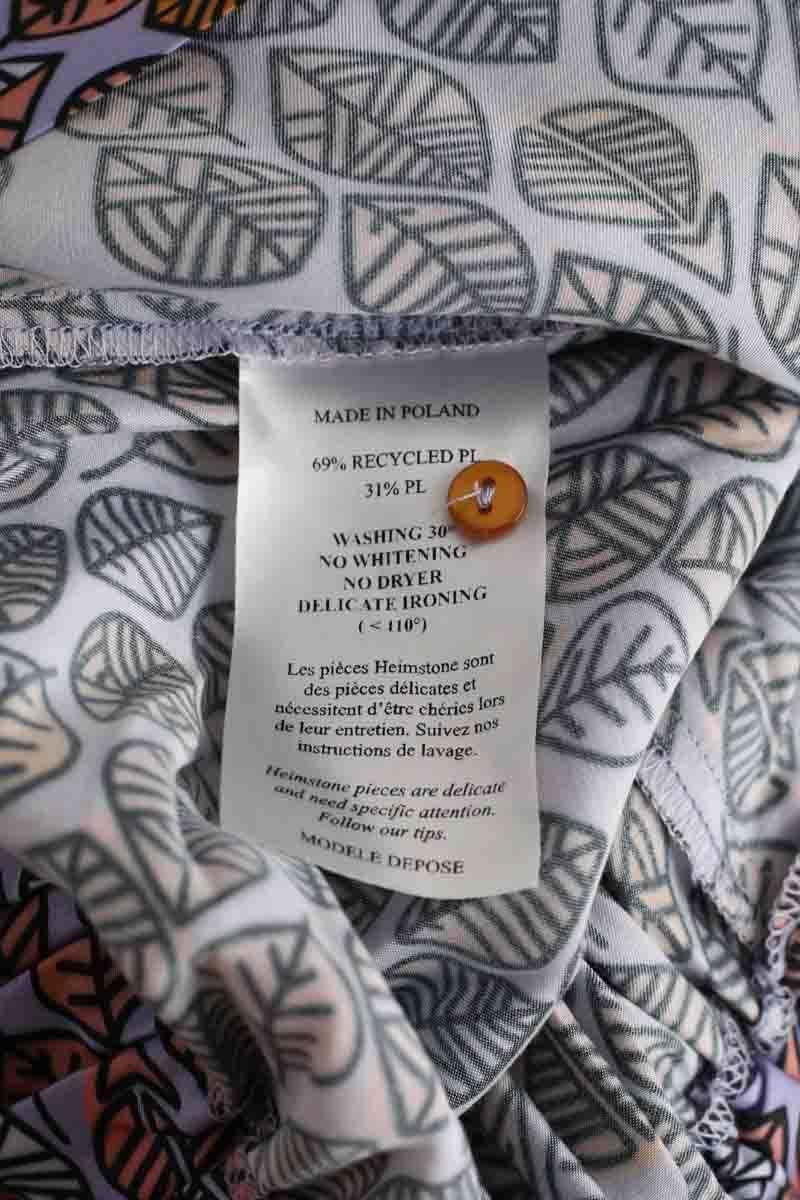 MADE IN POLAND
69% RECYCLED PL
31% PL
WASHING 30°
NO WHITENING
NO DRYER
DELICATE IRONING
( < 110°)
Les pièces Heimstone sont
des pièces délicates et
nécessitent d'être chéries lors
de leur entretien. Suivez nos
instructions de lavage.
Heimstone pieces are delicate
and need specific attention.
Follow our tips.
MODELE DEPOSE